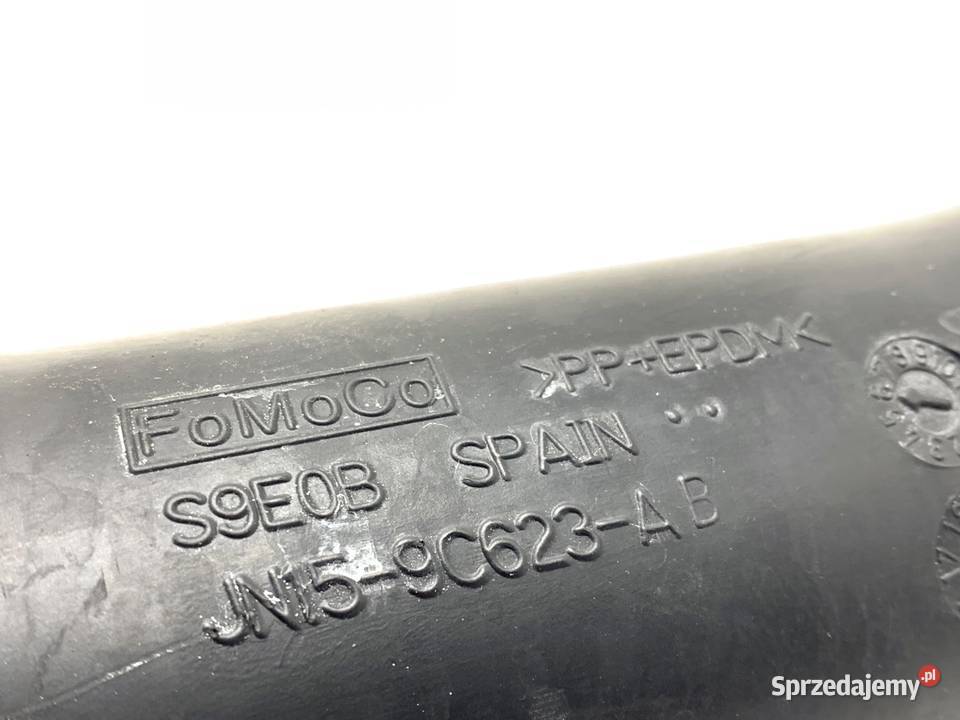 FoMoCo
>PP+EPDM<
S9E0B SPAIN
JN15-9C623-AB
Sprzedajemy.pl